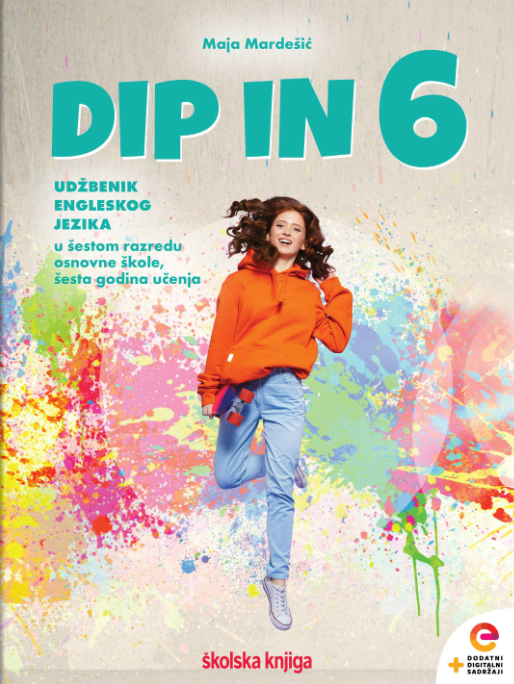 Maja Mardešić
DIP IN 6
UDŽBENIK
ENGLESKOG
JEZIKA
u šestom razredu
osnovne škole,
šesta godina učenja
školska knjiga
e
+ DODATNI
DIGITALNI
SADRŽAJI